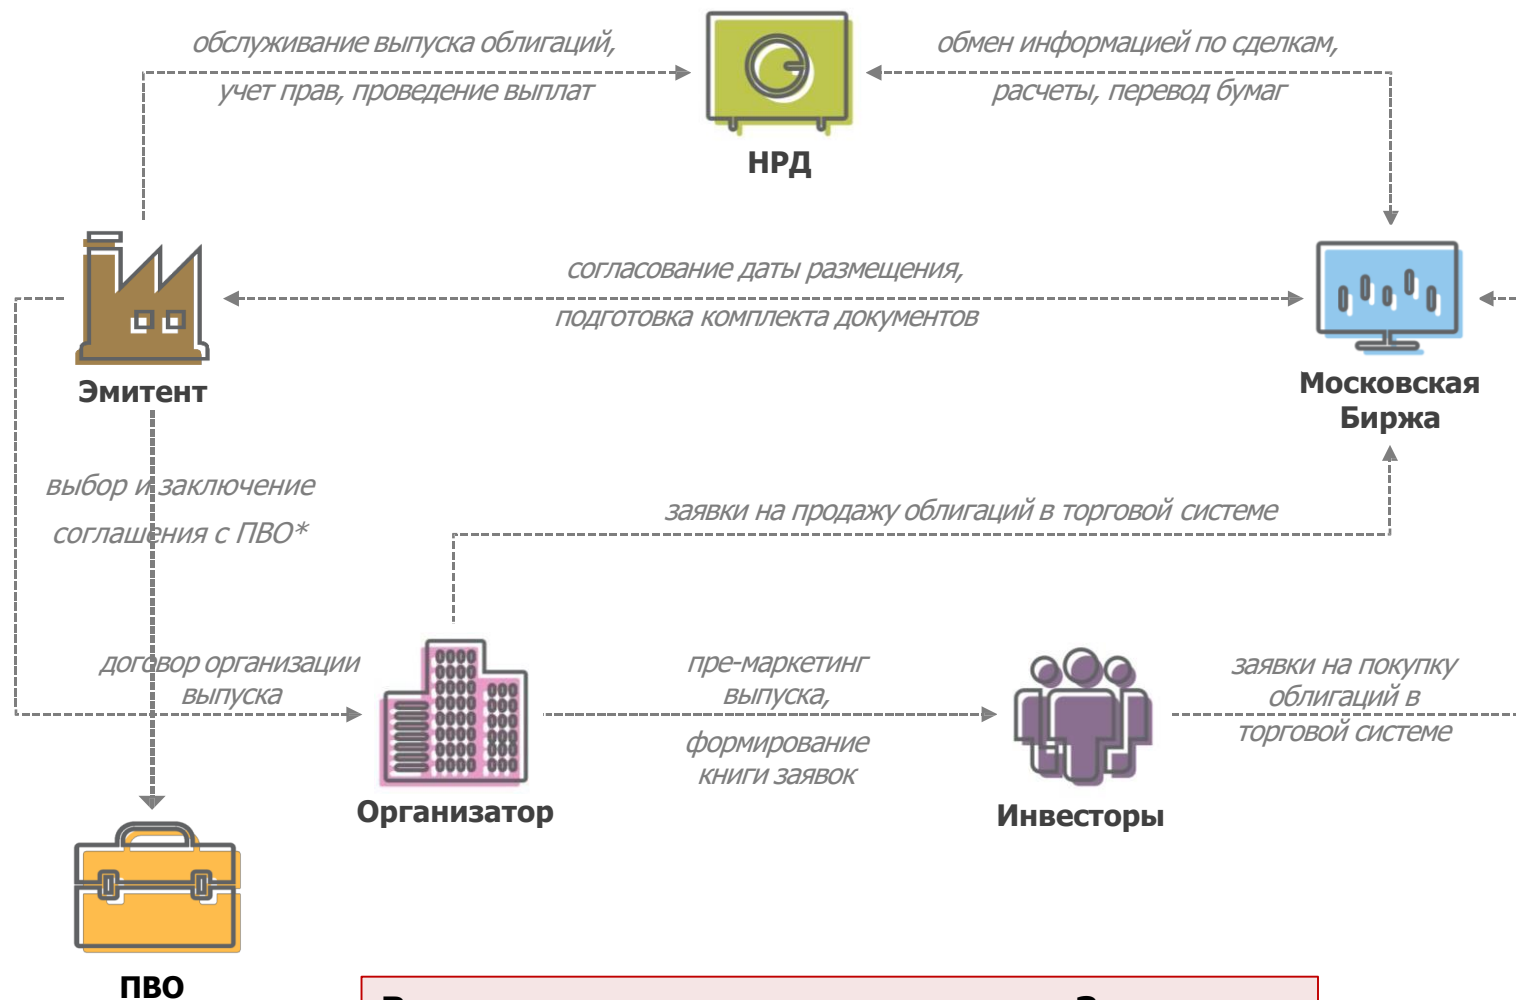 обслуживание выпуска облигаций,
учет прав, проведение выплат
обмен информацией по сделкам,
расчеты, перевод бумаг
НРД
согласование даты размещения,
подготовка комплекта документов
Эмитент
Московская
Биржа
выбор и заключение
соглашения с ПВО*
заявки на продажу облигаций в торговой системе
договор организации
выпуска
пре-маркетинг
выпуска,
формирование
книги заявок
заявки на покупку
облигаций в
торговой системе
Организатор
Инвесторы
ПВО